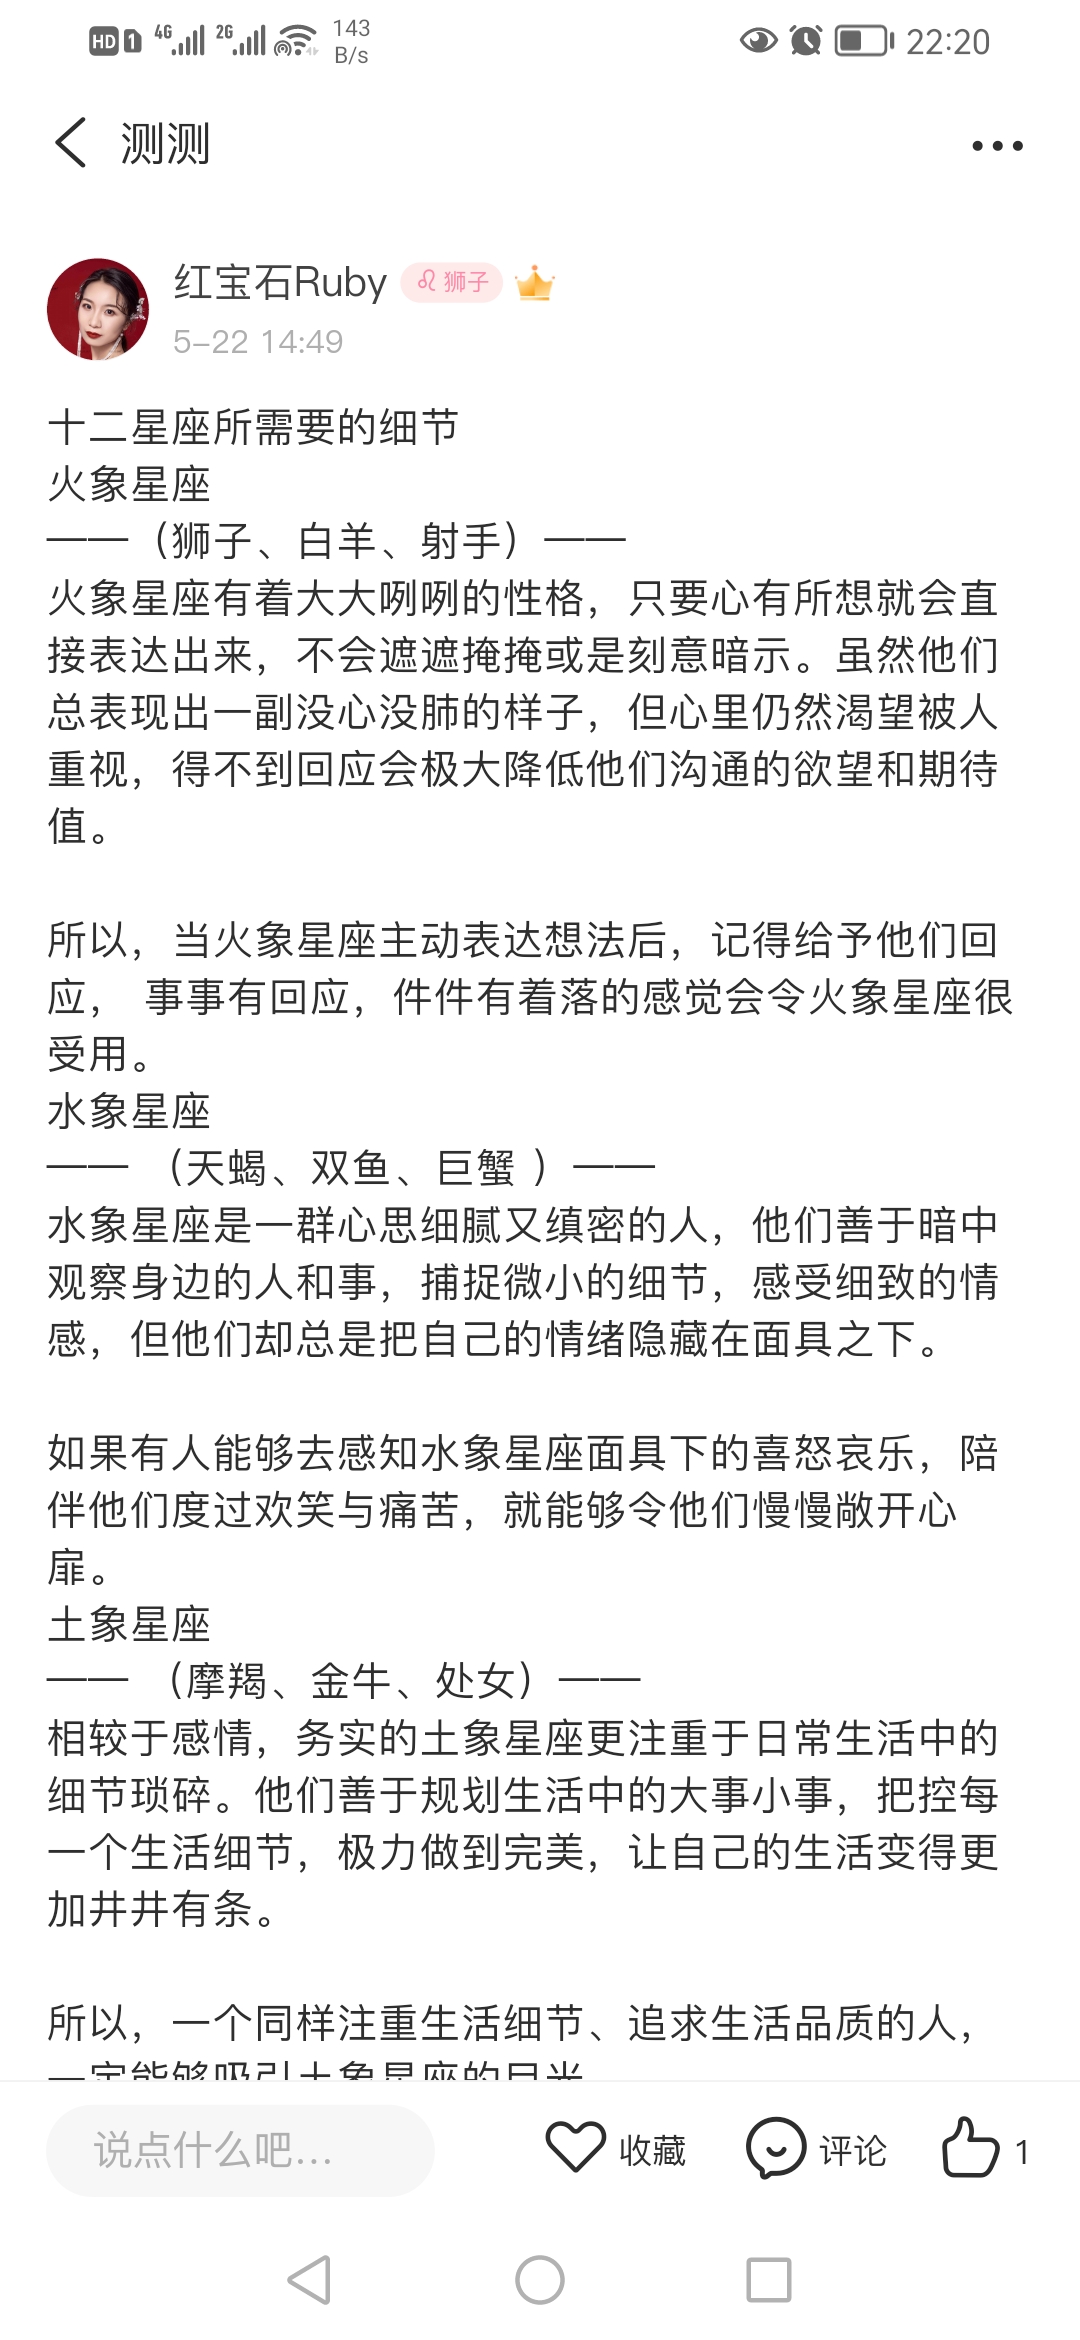 HD 1 4G 2G 143 B/s 22:20
测测
红宝石Ruby 狮子
5-22 14:49
十二星座所需要的细节
火象星座
——（狮子、白羊、射手）——
火象星座有着大大咧咧的性格，只要心有所想就会直
接表达出来，不会遮遮掩掩或是刻意暗示。虽然他们
总表现出一副没心没肺的样子，但心里仍然渴望被人
重视，得不到回应会极大降低他们沟通的欲望和期待
值。
所以，当火象星座主动表达想法后，记得给予他们回
应， 事事有回应，件件有着落的感觉会令火象星座很
受用。
水象星座
—— （天蝎、双鱼、巨蟹 ）——
水象星座是一群心思细腻又缜密的人，他们善于暗中
观察身边的人和事，捕捉微小的细节，感受细致的情
感，但他们却总是把自己的情绪隐藏在面具之下。
如果有人能够去感知水象星座面具下的喜怒哀乐，陪
伴他们度过欢笑与痛苦，就能够令他们慢慢敞开心
扉。
土象星座
—— （摩羯、金牛、处女）——
相较于感情，务实的土象星座更注重于日常生活中的
细节琐碎。他们善于规划生活中的大事小事，把控每
一个生活细节，极力做到完美，让自己的生活变得更
加井井有条。
所以，一个同样注重生活细节、追求生活品质的人，
一定能够吸引土象星座的目光
说点什么吧... 收藏 评论 1